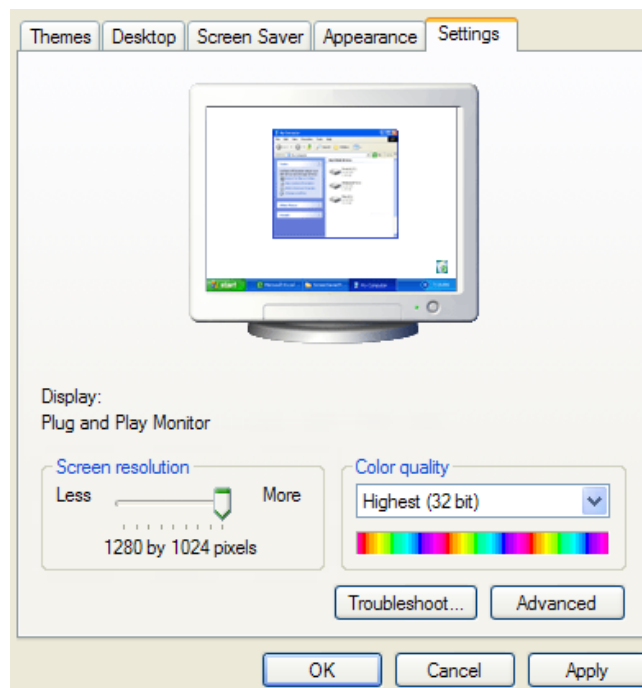 Themes Desktop Screen Saver Appearance Settings
start
Display:
Plug and Play Monitor
Screen resolution
Less More
1280 by 1024 pixels
Color quality
Highest (32 bit)
Troubleshoot... Advanced
OK Cancel Apply